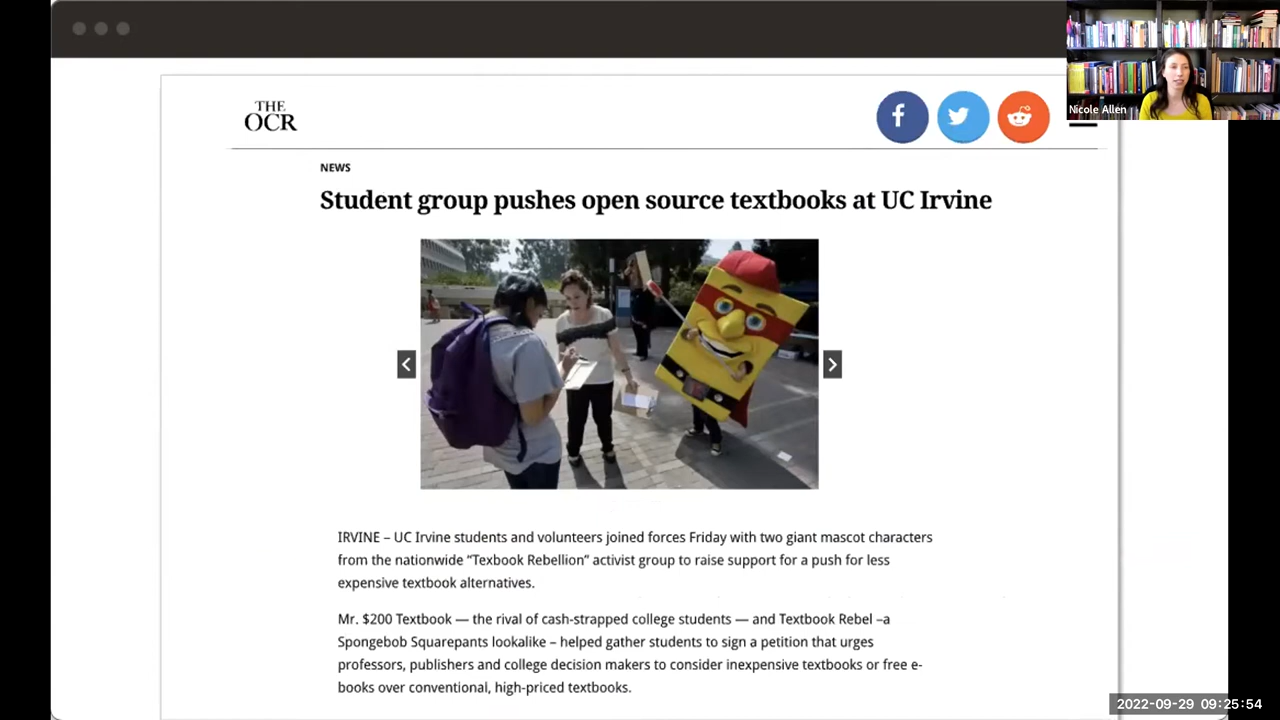 Nicole Allen
THE
OCR
NEWS
Student group pushes open source textbooks at UC Irvine
IRVINE – UC Irvine students and volunteers joined forces Friday with two giant mascot characters
from the nationwide “Texbook Rebellion” activist group to raise support for a push for less
expensive textbook alternatives.
Mr. $200 Textbook — the rival of cash-strapped college students — and Textbook Rebel –a
Spongebob Squarepants lookalike – helped gather students to sign a petition that urges
professors, publishers and college decision makers to consider inexpensive textbooks or free e-
books over conventional, high-priced textbooks.
2022-09-29 09:25:54